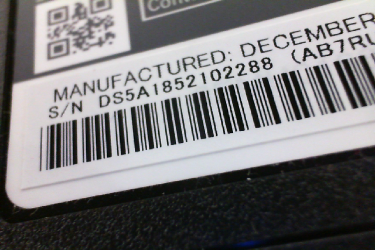 MANUFACTURED: DECEMBER
S/N DS5A1852102288 (AB7RU